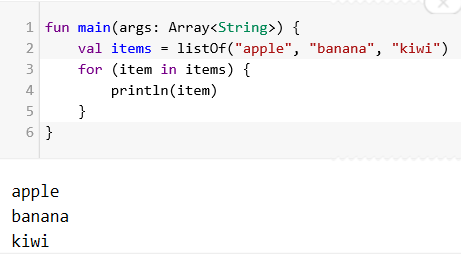 1 fun main(args: Array<String>) {
2     val items = listOf("apple", "banana", "kiwi")
3     for (item in items) {
4         println(item)
5     }
6 }
apple
banana
kiwi